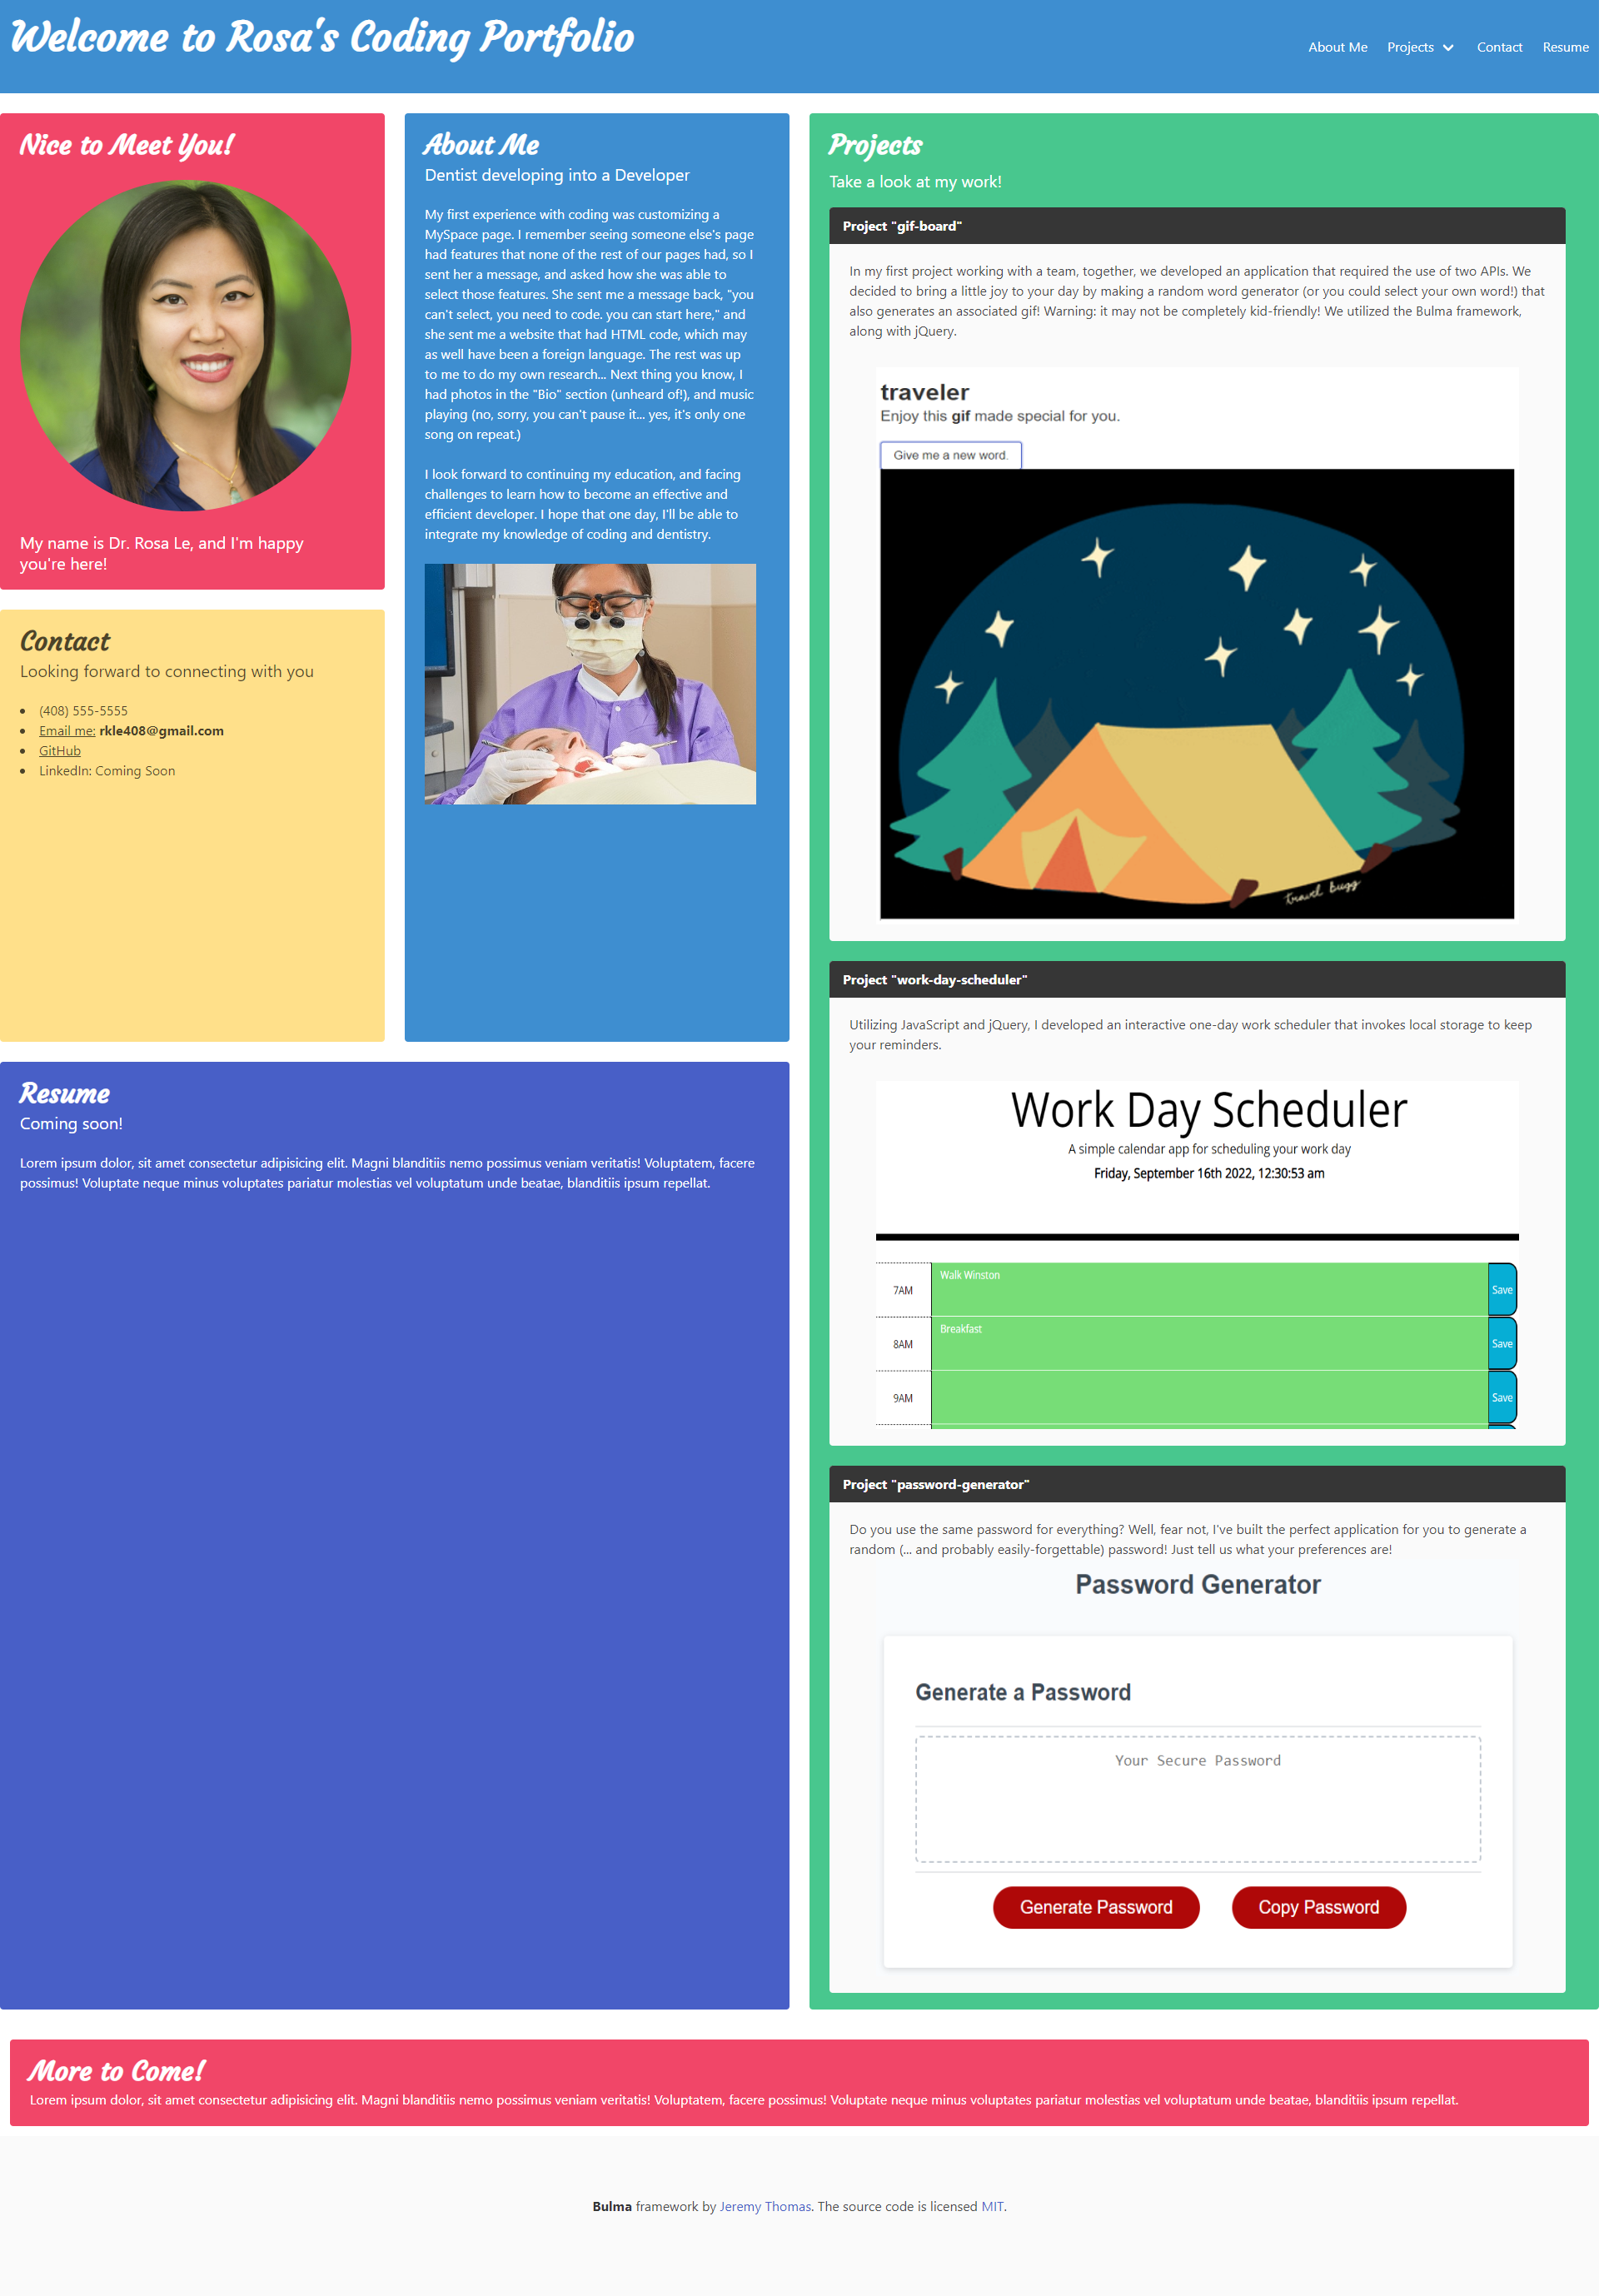 Welcome to Rosa's Coding Portfolio
About Me
Projects
Contact
Resume
Nice to Meet You!
My name is Dr. Rosa Le, and I'm happy
you're here!
Contact
Looking forward to connecting with you
(408) 555-5555
Email me: rkle408@gmail.com
GitHub
LinkedIn: Coming Soon
About Me
Dentist developing into a Developer
My first experience with coding was customizing a
MySpace page. I remember seeing someone else's page
had features that none of the rest of our pages had, so I
sent her a message, and asked how she was able to
select those features. She sent me a message back, "you
can't select, you need to code. you can start here," and
she sent me a website that had HTML code, which may
as well have been a foreign language. The rest was up
to me to do my own research... Next thing you know, I
had photos in the "Bio" section (unheard of!), and music
playing (no, sorry, you can't pause it... yes, it's only one
song on repeat.)
I look forward to continuing my education, and facing
challenges to learn how to become an effective and
efficient developer. I hope that one day, I'll be able to
integrate my knowledge of coding and dentistry.
Resume
Coming soon!
Lorem ipsum dolor, sit amet consectetur adipisicing elit. Magni blanditiis nemo possimus veniam veritatis! Voluptatem, facere
possimus! Voluptate neque minus voluptates pariatur molestias vel voluptatum unde beatae, blanditiis ipsum repellat.
Projects
Take a look at my work!
Project "gif-board"
In my first project working with a team, together, we developed an application that required the use of two APIs. We
decided to bring a little joy to your day by making a random word generator (or you could select your own word!) that
also generates an associated gif! Warning: it may not be completely kid-friendly! We utilized the Bulma framework,
along with jQuery.
traveler
Enjoy this gif made special for you.
Give me a new word.
travel bugg
Project "work-day-scheduler"
Utilizing JavaScript and jQuery, I developed an interactive one-day work scheduler that invokes local storage to keep
your reminders.
Work Day Scheduler
A simple calendar app for scheduling your work day
Friday, September 16th 2022, 12:30:53 am
7AM
Walk Winston
Save
8AM
Breakfast
Save
9AM
Save
Project "password-generator"
Do you use the same password for everything? Well, fear not, I've built the perfect application for you to generate a
random (... and probably easily-forgettable) password! Just tell us what your preferences are!
Password Generator
Generate a Password
Your Secure Password
Generate Password
Copy Password
More to Come!
Lorem ipsum dolor, sit amet consectetur adipisicing elit. Magni blanditiis nemo possimus veniam veritatis! Voluptatem, facere possimus! Voluptate neque minus voluptates pariatur molestias vel voluptatum unde beatae, blanditiis ipsum repellat.
Bulma framework by Jeremy Thomas. The source code is licensed MIT.